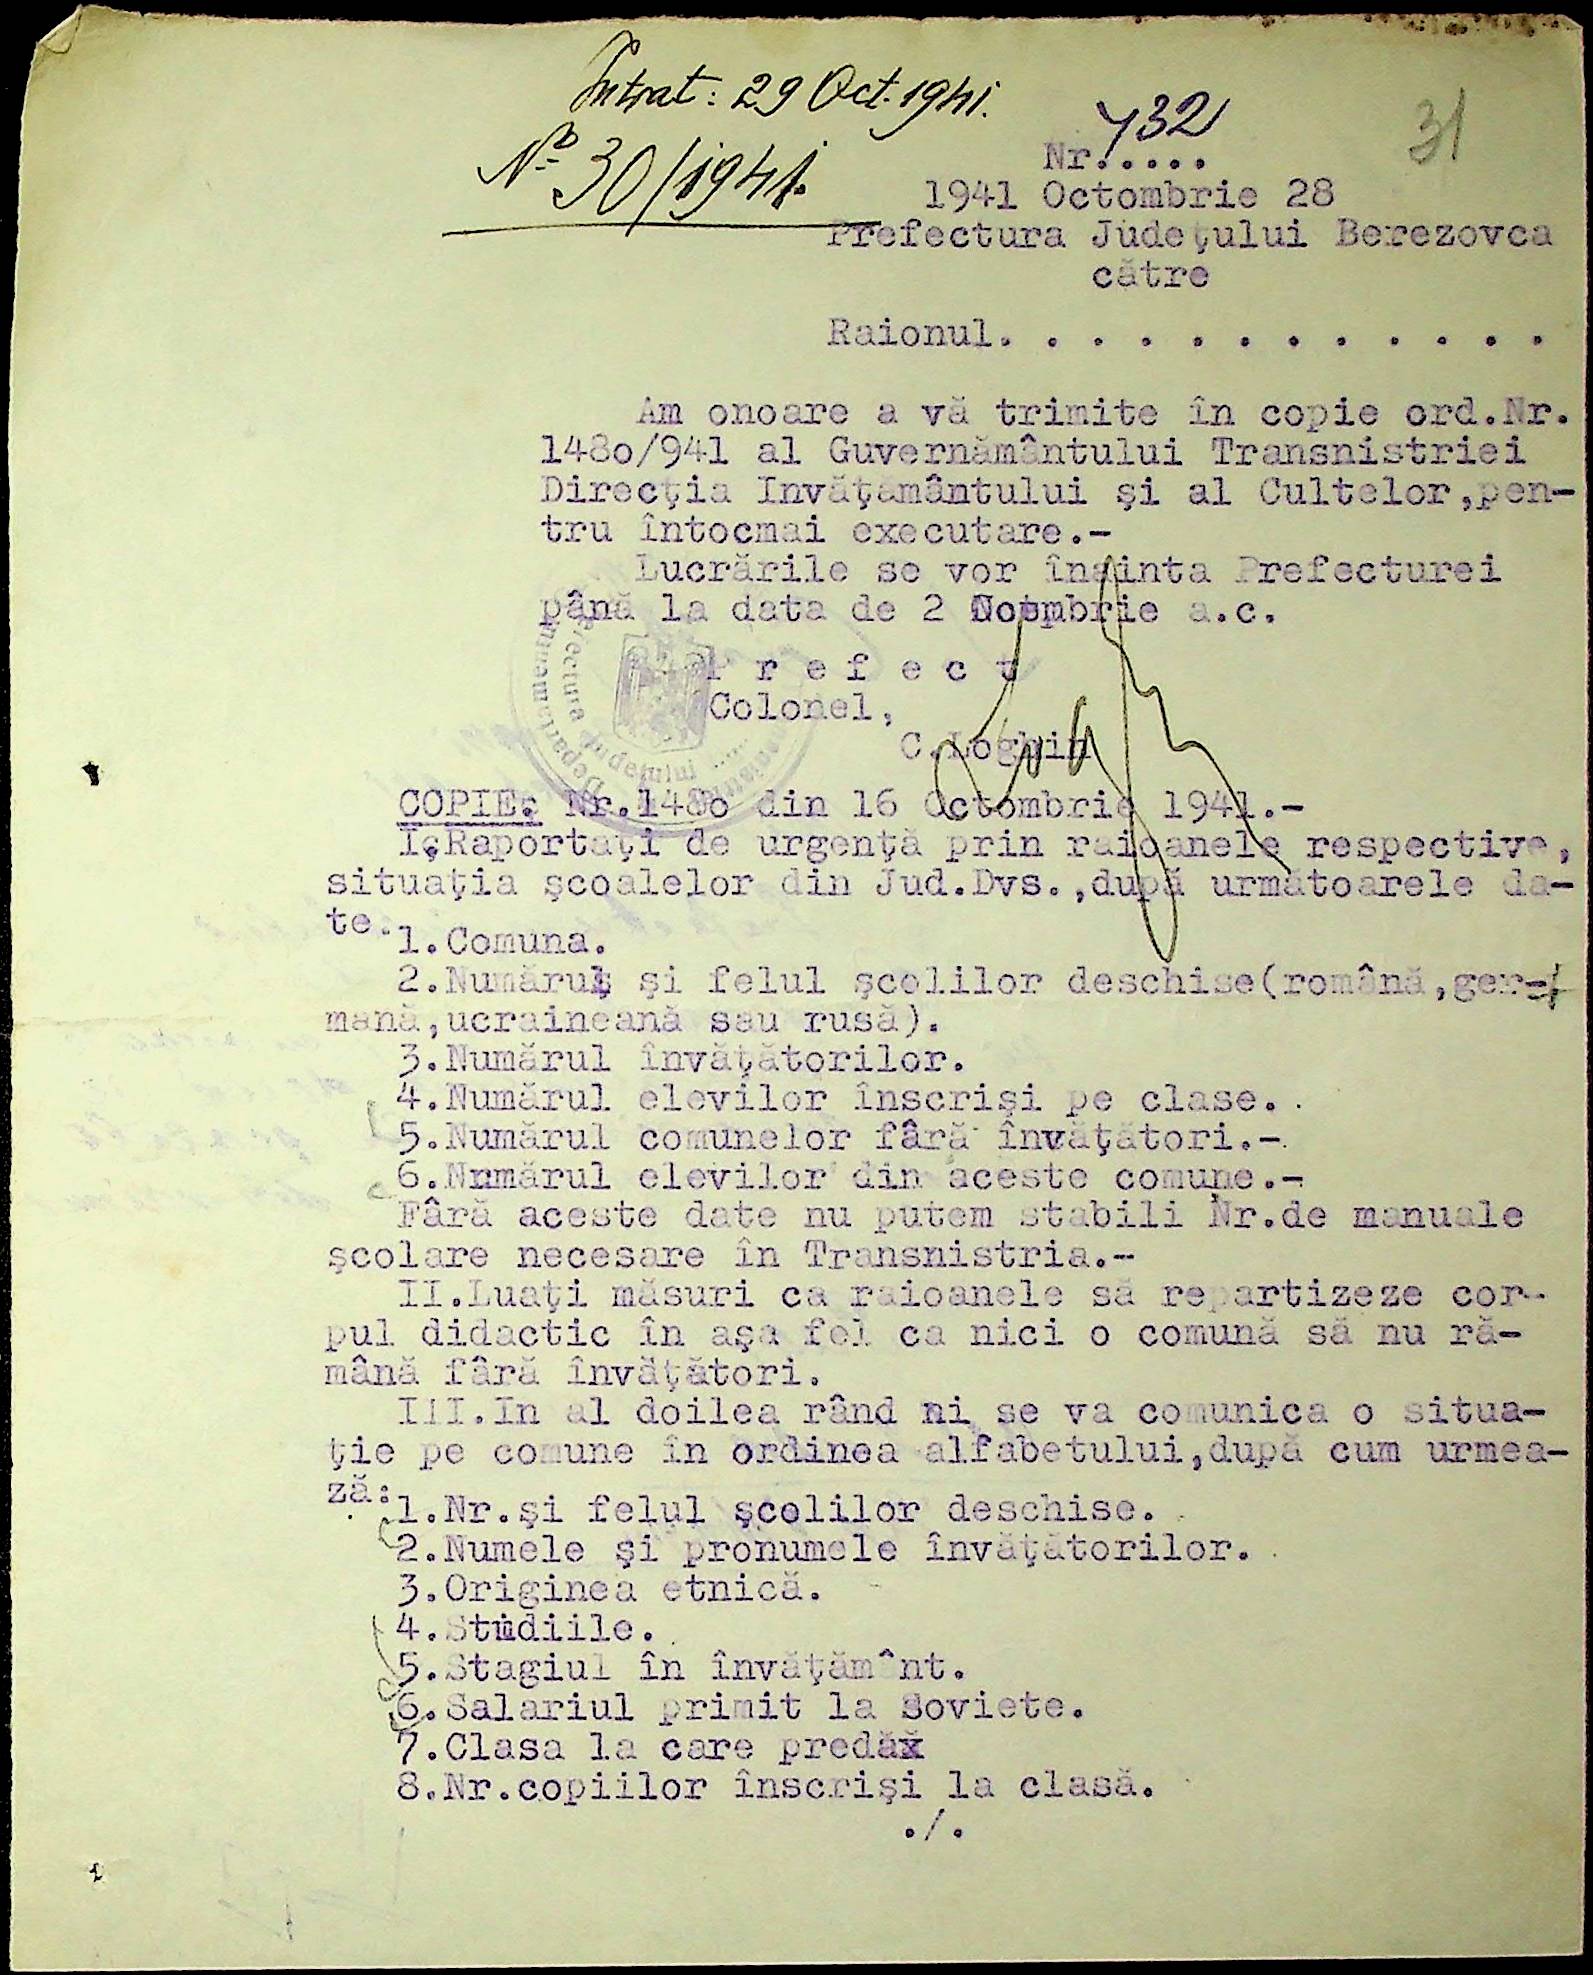 Intrat: 29 Oct. 1941.
No 30/1941.
31
732
Nr.....
1941 Octombrie 28
Prefectura Judeţului Berezovca
către
Raionul. . . . . . . . . . . .
Am onoare a vă trimite în copie ord.Nr.
148o/941 al Guvernământului Transnistriei
Direcţia Invăţământului şi al Cultelor,pen-
tru întocmai executare.-
Lucrările se vor înainta Prefecturei
până la data de 2 Noembrie a.c.
P r e f e c t
Colonel,
C.Loghin
Prefectura Judeţului
COPIE: Nr.148o din 16 Octombrie 1941.-
I.Raportaţi de urgenţă prin raioanele respective,
situaţia şcoalelor din Jud.Dvs.,după următoarele da-
te.
1.Comuna.
2.Numărul şi felul şcolilor deschise(română,ger-
mană,ucraineană sau rusă).
3.Numărul învăţătorilor.
4.Numărul elevilor înscrişi pe clase.
5.Numărul comunelor fără învăţători.-
6.Numărul elevilor din aceste comune.-
Fâră aceste date nu putem stabili Nr.de manuale
şcolare necesare în Transnistria.-
II.Luaţi măsuri ca raioanele să repartizeze cor-
pul didactic în aşa fel ca nici o comună să nu ră-
mână fâră învăţători.
III.In al doilea rând ni se va comunica o situa-
ţie pe comune în ordinea alfabetului,după cum urmea-
ză:
1.Nr.şi felul şcolilor deschise.
2.Numele şi pronumele învăţătorilor.
3.Originea etnică.
4.Studiile.
5.Stagiul în învăţăm^nt.
6.Salariul primit la Soviete.
7.Clasa la care predă
8.Nr.copiilor înscrişi la clasă.
./.